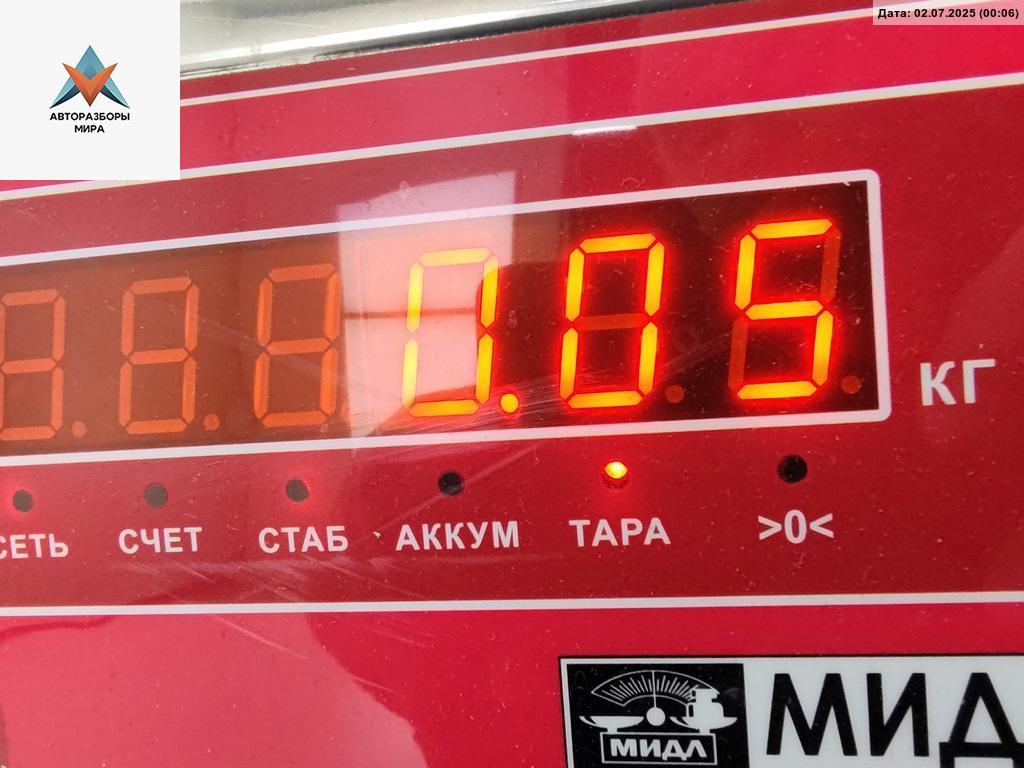 Дата: 02.07.2025 (00:06)
АВТОРАЗБОРЫ
МИРА
0.05
КГ
СЕТЬ СЧЕТ СТАБ АККУМ ТАРА >0<
МИДЛ
МИД